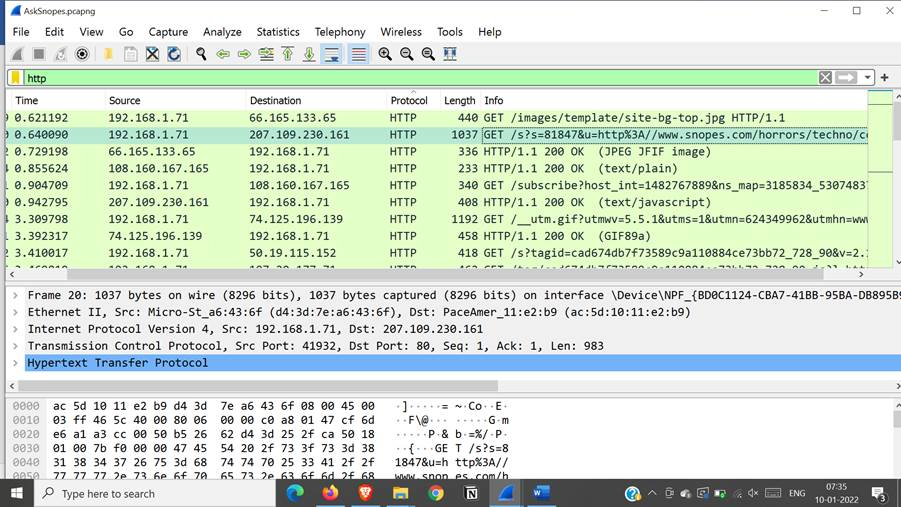 AskSnopes.pcapng
File Edit View Go Capture Analyze Statistics Telephony Wireless Tools Help
http
Time Source Destination Protocol Length Info
0.621192 192.168.1.71 66.165.133.65 HTTP 440 GET /images/template/site-bg-top.jpg HTTP/1.1
0.640090 192.168.1.71 207.109.230.161 HTTP 1037 GET /s?s=81847&u=http%3A//www.snopes.com/horrors/techno/co
0.729198 66.165.133.65 192.168.1.71 HTTP 336 HTTP/1.1 200 OK (JPEG JFIF image)
0.855624 108.160.167.165 192.168.1.71 HTTP 233 HTTP/1.1 200 OK (text/plain)
0.904709 192.168.1.71 108.160.167.165 HTTP 340 GET /subscribe?host_int=1482767889&ns_map=3185834_5307483
0.942795 207.109.230.161 192.168.1.71 HTTP 408 HTTP/1.1 200 OK (text/javascript)
3.309798 192.168.1.71 74.125.196.139 HTTP 1192 GET /__utm.gif?utmwv=5.5.1&utms=1&utmn=624349962&utmhn=www
3.392317 74.125.196.139 192.168.1.71 HTTP 458 HTTP/1.1 200 OK (GIF89a)
3.410018 192.168.1.71 50.19.115.152 HTTP 418 GET /s?tagid=cad674db7f73589c9a110884ce73bb72_728_90&v=2.
Frame 20: 1037 bytes on wire (8296 bits), 1037 bytes captured (8296 bits) on interface \Device\NPF_{BD0C1124-CBA7-41BB-95BA-DB895B9
Ethernet II, Src: Micro-St_a6:43:6f (d4:3d:7e:a6:43:6f), Dst: PaceAmer_11:e2:b9 (ac:5d:10:11:e2:b9)
Internet Protocol Version 4, Src: 192.168.1.71, Dst: 207.109.230.161
Transmission Control Protocol, Src Port: 41932, Dst Port: 80, Seq: 1, Ack: 1, Len: 983
Hypertext Transfer Protocol
0000 ac 5d 10 11 e2 b9 d4 3d 7e a6 43 6f 08 00 45 00 ·]·····= ~·Co··E·
0010 03 ff 46 5c 40 00 80 06 00 00 c0 a8 01 47 cf 6d ··F\@··· ·····G·m
0020 e6 a1 a3 cc 00 50 b5 26 62 d4 3d 25 2f ca 50 18 ·····P·& b·=%/·P·
0030 01 00 7b f0 00 00 47 45 54 20 2f 73 3f 73 3d 38 ··{···GE T /s?s=8
0040 31 38 34 37 26 75 3d 68 74 74 70 25 33 41 2f 2f 1847&u=h ttp%3A//
0050 77 77 77 2e 73 6e 6f 70 65 73 2e 63 6f 6d 2f 68 www.snop es.com/h
Type here to search
ENG
07:35
10-01-2022
3